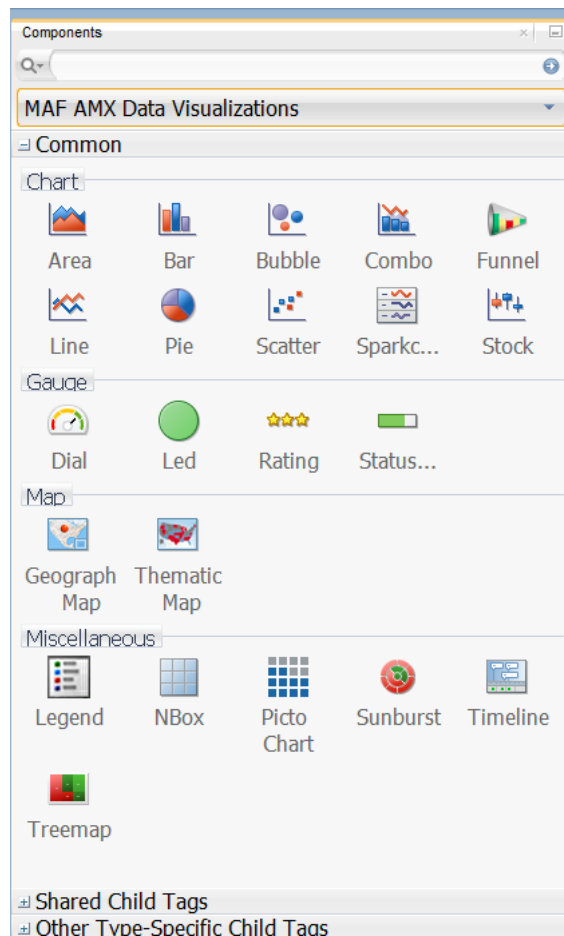 Components
MAF AMX Data Visualizations
Common
Chart
Area Bar Bubble Combo Funnel
Line Pie Scatter Sparkc... Stock
Gauge
Dial Led Rating Status...
Map
Geograph Thematic
Map Map
Miscellaneous
Legend NBox Picto Sunburst Timeline
Chart
Treemap
Shared Child Tags
Other Type-Specific Child Tags